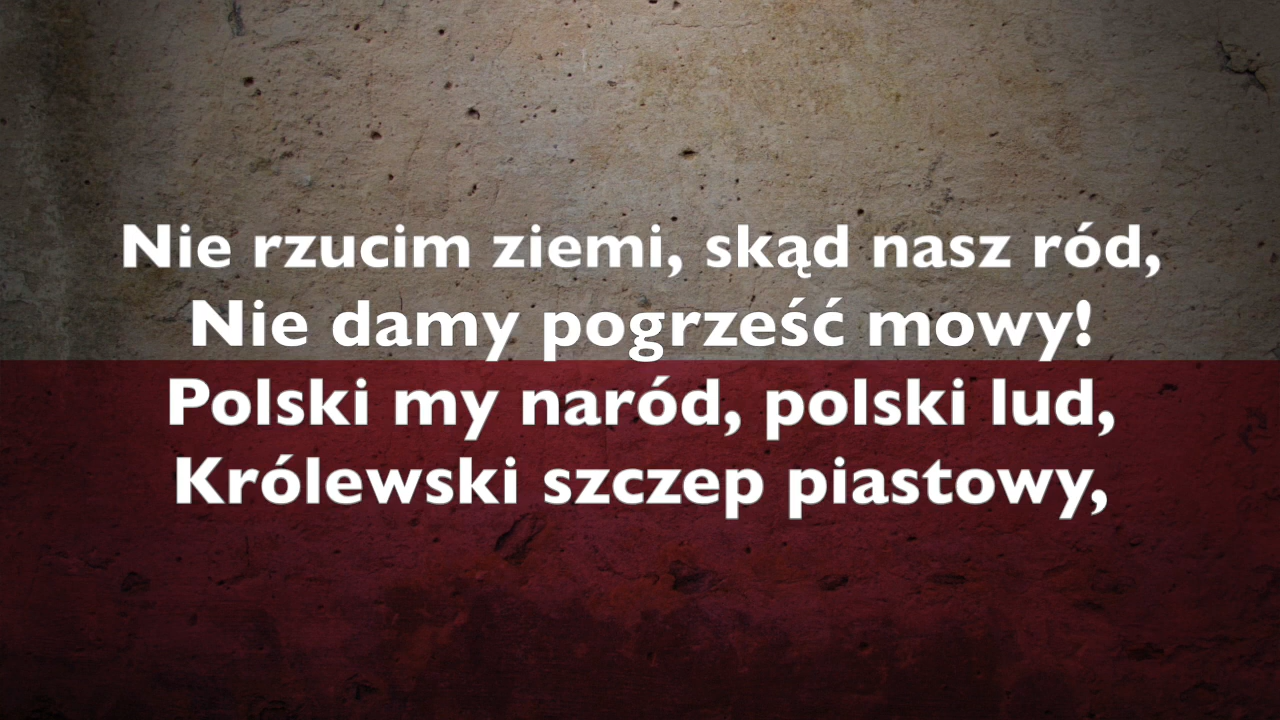 Nie rzucim ziemi, skąd nasz ród,
Nie damy pogrześć mowy!
Polski my naród, polski lud,
Królewski szczep piastowy,